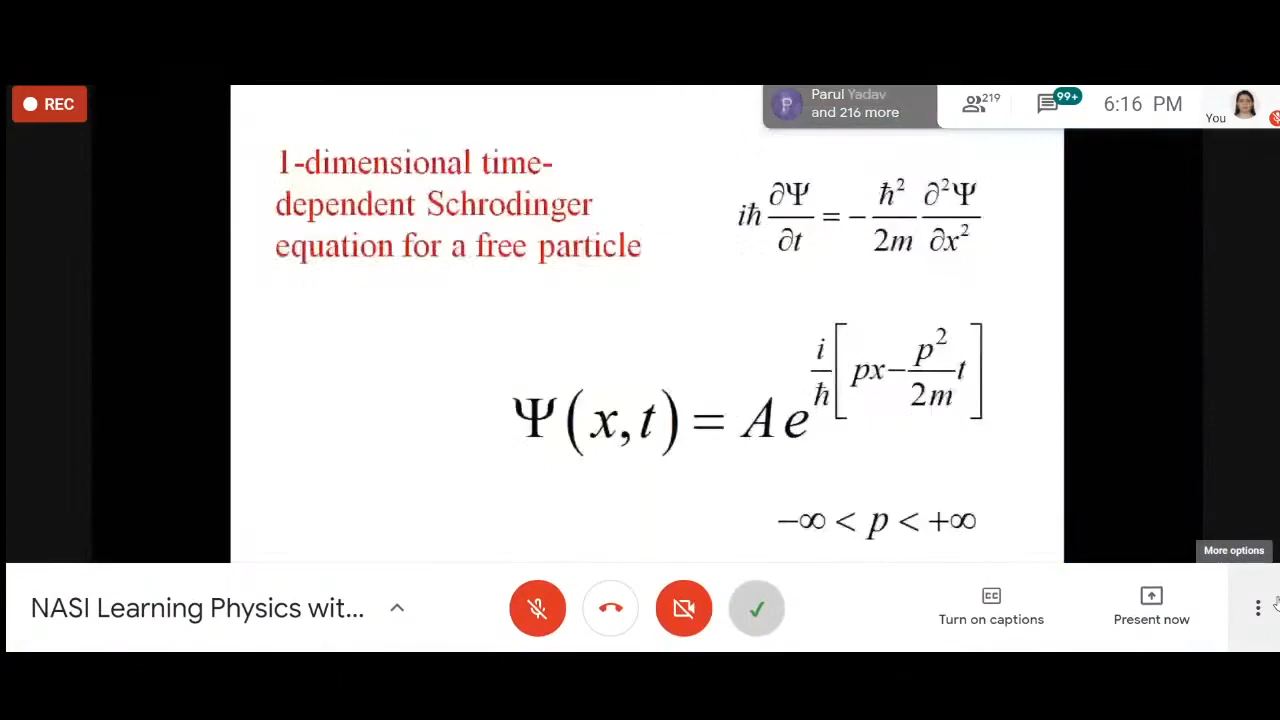 REC
Parul Yadav
and 216 more
P
219
99+
6:16 PM
You
1-dimensional time-
dependent Schrodinger
equation for a free particle
iħ ∂Ψ/∂t = − ħ²/2m ∂²Ψ/∂x²
Ψ(x,t) = A e^{i/ħ [px − p²/2m t]}
−∞ < p < +∞
More options
NASI Learning Physics wit...
CC
Turn on captions
Present now